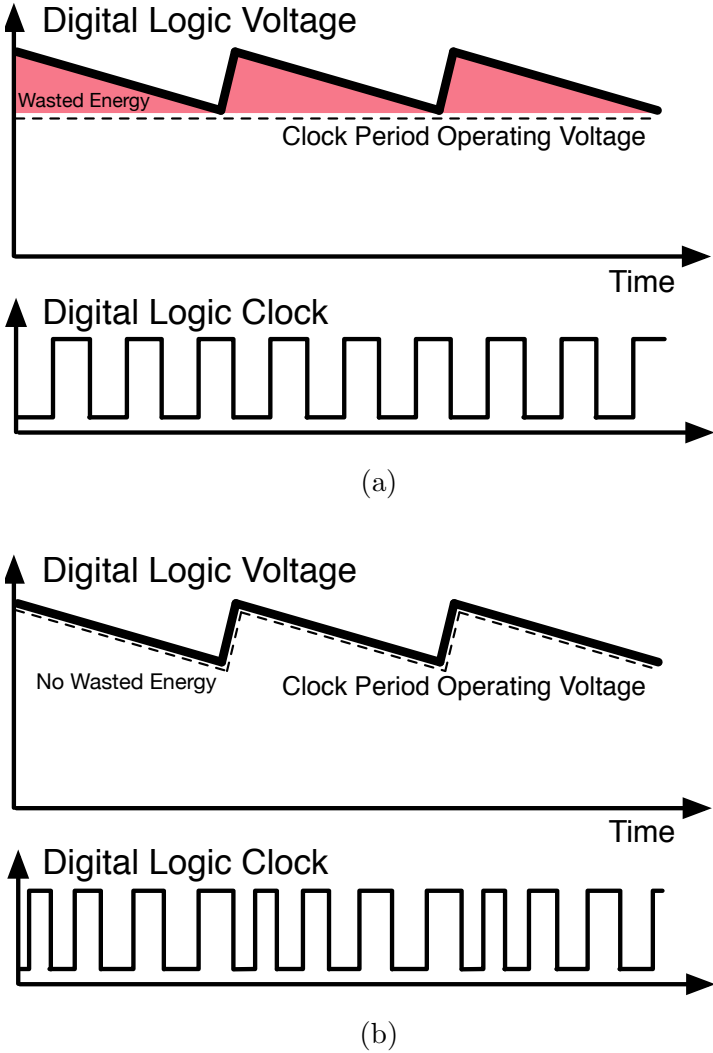 Digital Logic Voltage
Wasted Energy
Clock Period Operating Voltage
Time
Digital Logic Clock
(a)
Digital Logic Voltage
No Wasted Energy
Clock Period Operating Voltage
Time
Digital Logic Clock
(b)